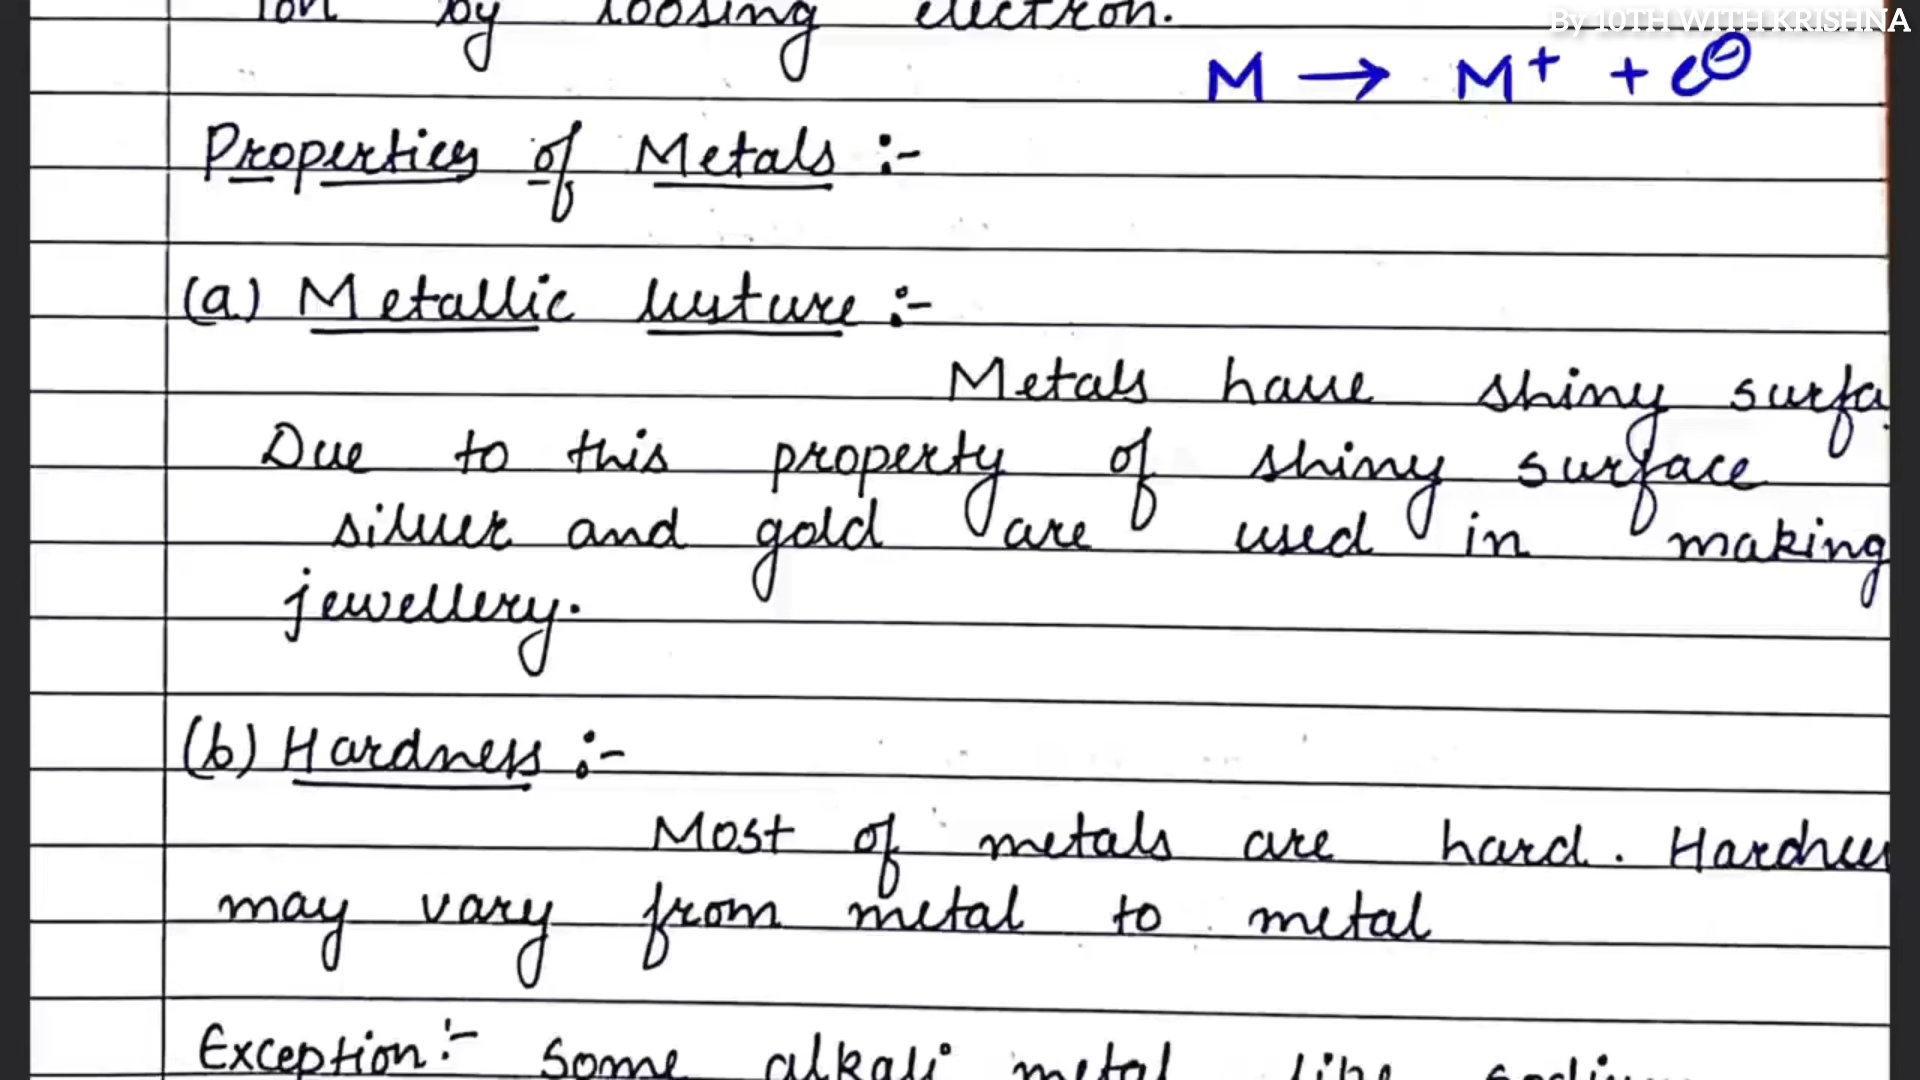 By 10TH WITH KRISHNA
ion by loosing electron.
M → M+ + e⊖
Properties of Metals :-
(a) Metallic lusture :-
Metals have shiny surfa
Due to this property of shiny surface
silver and gold are used in making
jewellery.
(b) Hardness :-
Most of metals are hard. Hardnes
may vary from metal to metal
Exception :- Some alkali metal like sodium